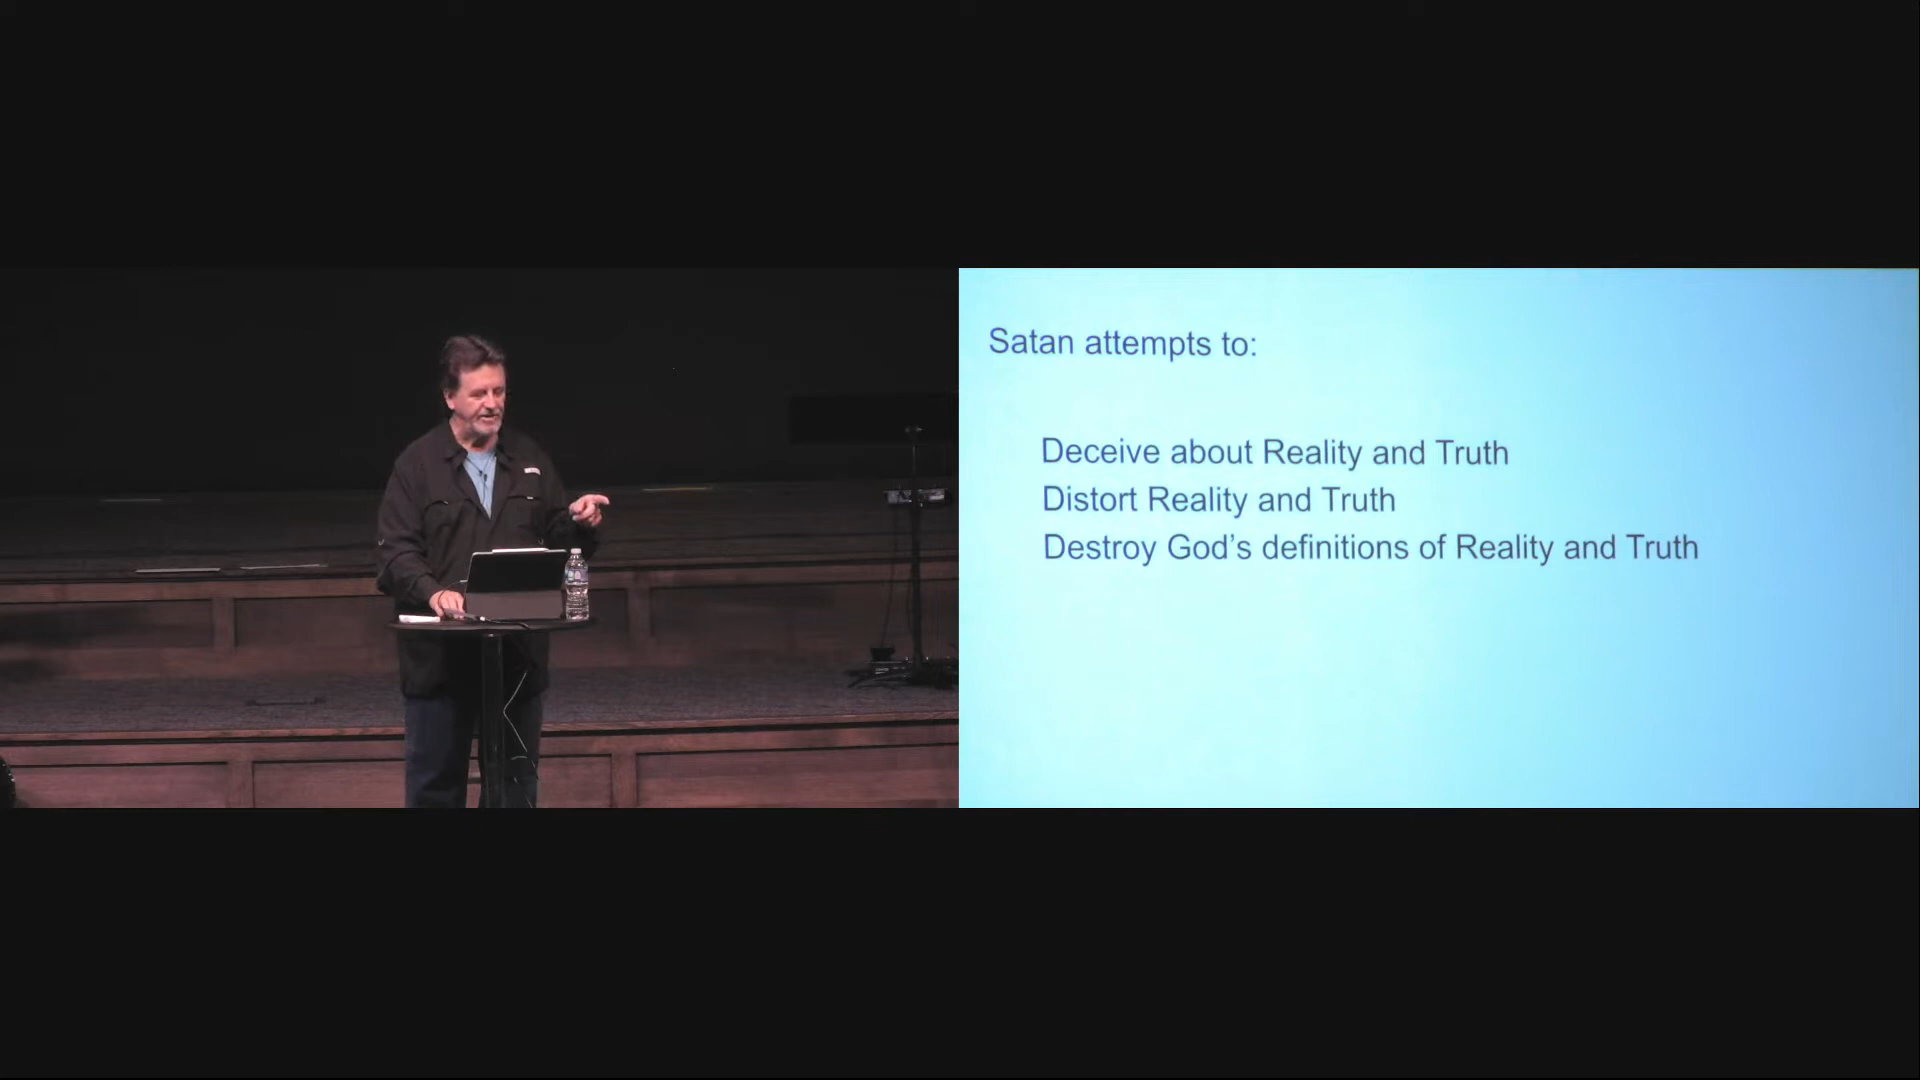 Satan attempts to:
Deceive about Reality and Truth
Distort Reality and Truth
Destroy God’s definitions of Reality and Truth